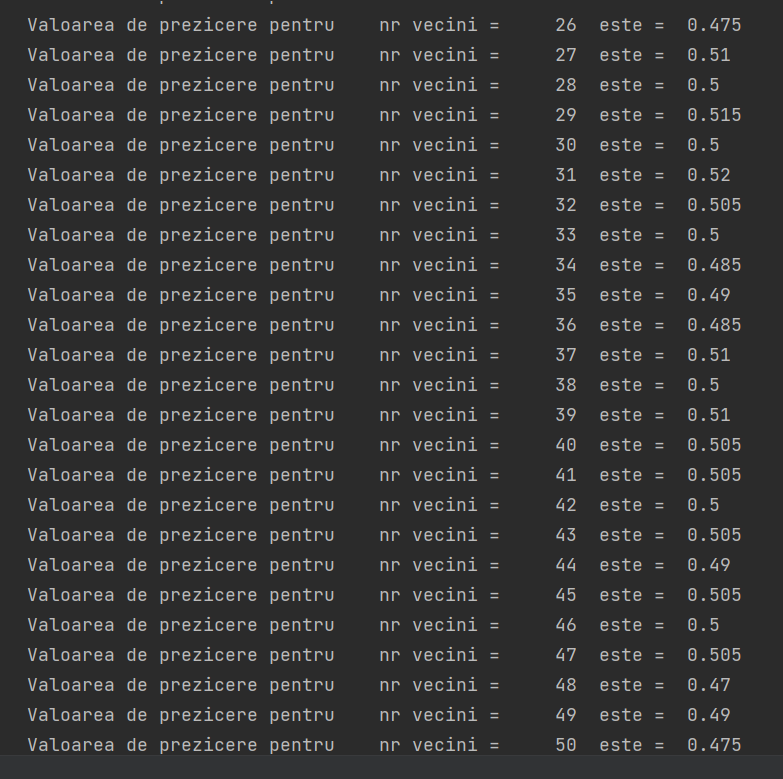 Valoarea de prezicere pentru    nr vecini =     26  este =  0.475
Valoarea de prezicere pentru    nr vecini =     27  este =  0.51
Valoarea de prezicere pentru    nr vecini =     28  este =  0.5
Valoarea de prezicere pentru    nr vecini =     29  este =  0.515
Valoarea de prezicere pentru    nr vecini =     30  este =  0.5
Valoarea de prezicere pentru    nr vecini =     31  este =  0.52
Valoarea de prezicere pentru    nr vecini =     32  este =  0.505
Valoarea de prezicere pentru    nr vecini =     33  este =  0.5
Valoarea de prezicere pentru    nr vecini =     34  este =  0.485
Valoarea de prezicere pentru    nr vecini =     35  este =  0.49
Valoarea de prezicere pentru    nr vecini =     36  este =  0.485
Valoarea de prezicere pentru    nr vecini =     37  este =  0.51
Valoarea de prezicere pentru    nr vecini =     38  este =  0.5
Valoarea de prezicere pentru    nr vecini =     39  este =  0.51
Valoarea de prezicere pentru    nr vecini =     40  este =  0.505
Valoarea de prezicere pentru    nr vecini =     41  este =  0.505
Valoarea de prezicere pentru    nr vecini =     42  este =  0.5
Valoarea de prezicere pentru    nr vecini =     43  este =  0.505
Valoarea de prezicere pentru    nr vecini =     44  este =  0.49
Valoarea de prezicere pentru    nr vecini =     45  este =  0.505
Valoarea de prezicere pentru    nr vecini =     46  este =  0.5
Valoarea de prezicere pentru    nr vecini =     47  este =  0.505
Valoarea de prezicere pentru    nr vecini =     48  este =  0.47
Valoarea de prezicere pentru    nr vecini =     49  este =  0.49
Valoarea de prezicere pentru    nr vecini =     50  este =  0.475